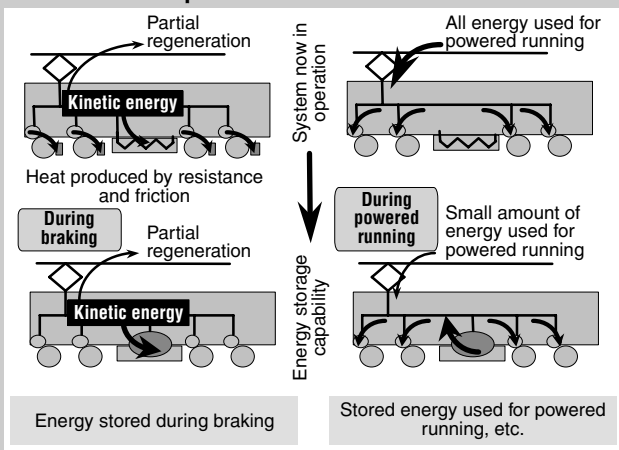 Partial
regeneration
Kinetic energy
Heat produced by resistance
and friction
All energy used for
powered running
System now in
operation
During
braking
Partial
regeneration
Kinetic energy
During
powered
running
Small amount of
energy used for
powered running
Energy storage
capability
Energy stored during braking
Stored energy used for powered
running, etc.